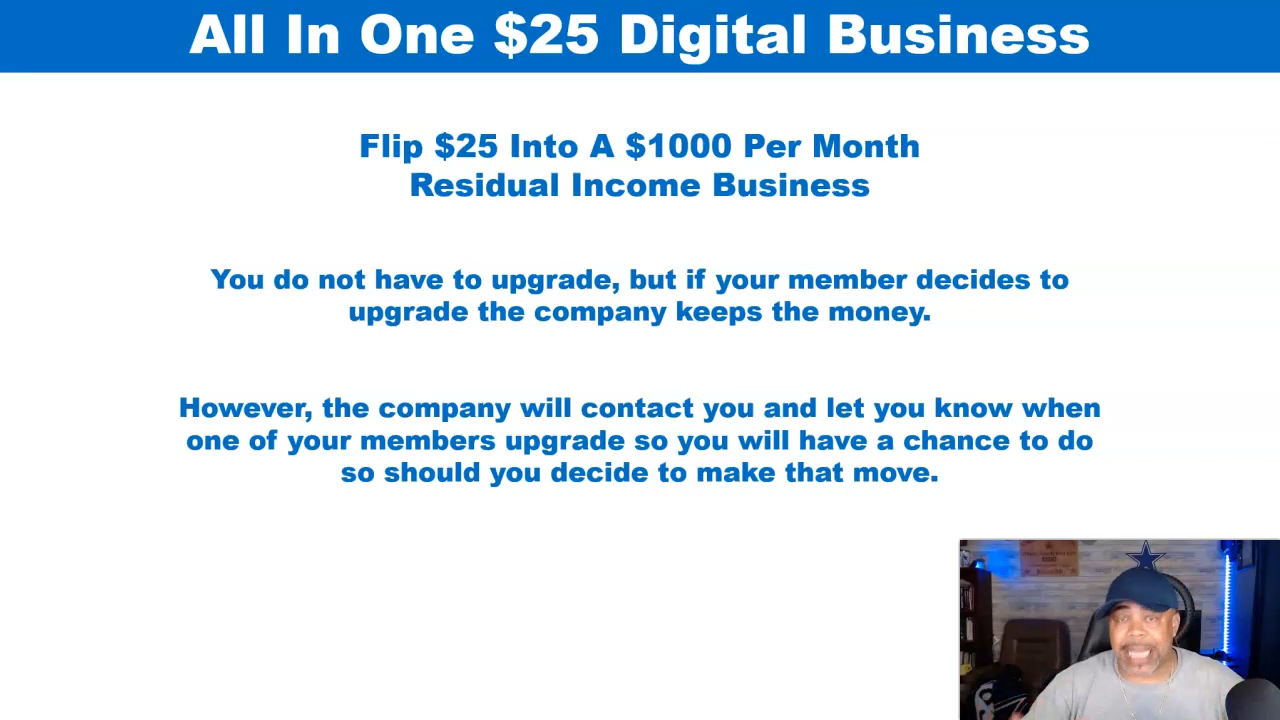 All In One $25 Digital Business
Flip $25 Into A $1000 Per Month
Residual Income Business
You do not have to upgrade, but if your member decides to
upgrade the company keeps the money.
However, the company will contact you and let you know when
one of your members upgrade so you will have a chance to do
so should you decide to make that move.